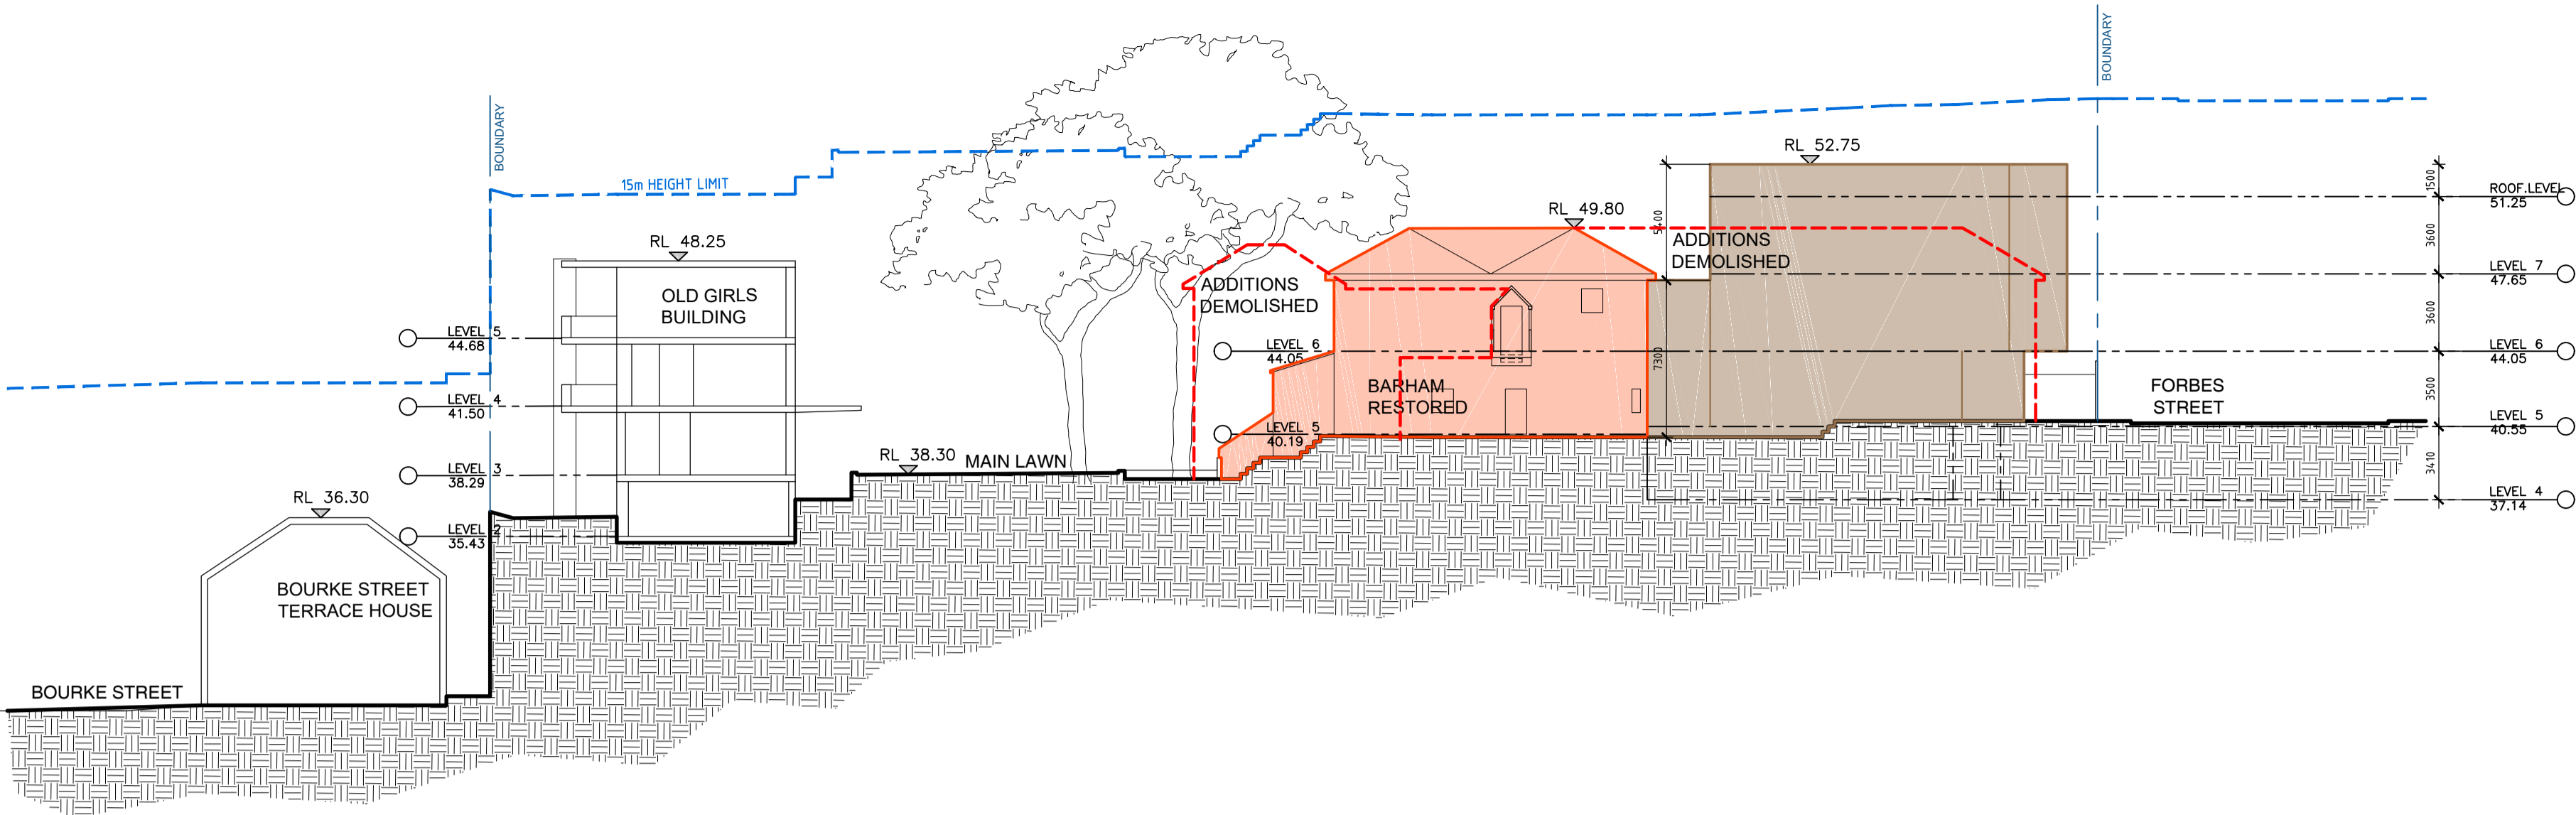 BOUNDARY
BOUNDARY
15m HEIGHT LIMIT
RL 48.25
OLD GIRLS
BUILDING
LEVEL 5
44.68
LEVEL 4
41.50
LEVEL 3
38.29
LEVEL 2
35.43
RL 36.30
BOURKE STREET
TERRACE HOUSE
BOURKE STREET
RL 38.30
MAIN LAWN
ADDITIONS
DEMOLISHED
LEVEL 6
44.05
LEVEL 5
40.19
RL 49.80
BARHAM
RESTORED
RL 52.75
ADDITIONS
DEMOLISHED
5400
7300
FORBES
STREET
1500
3600
3600
3500
3410
ROOF.LEVEL
51.25
LEVEL 7
47.65
LEVEL 6
44.05
LEVEL 5
40.55
LEVEL 4
37.14